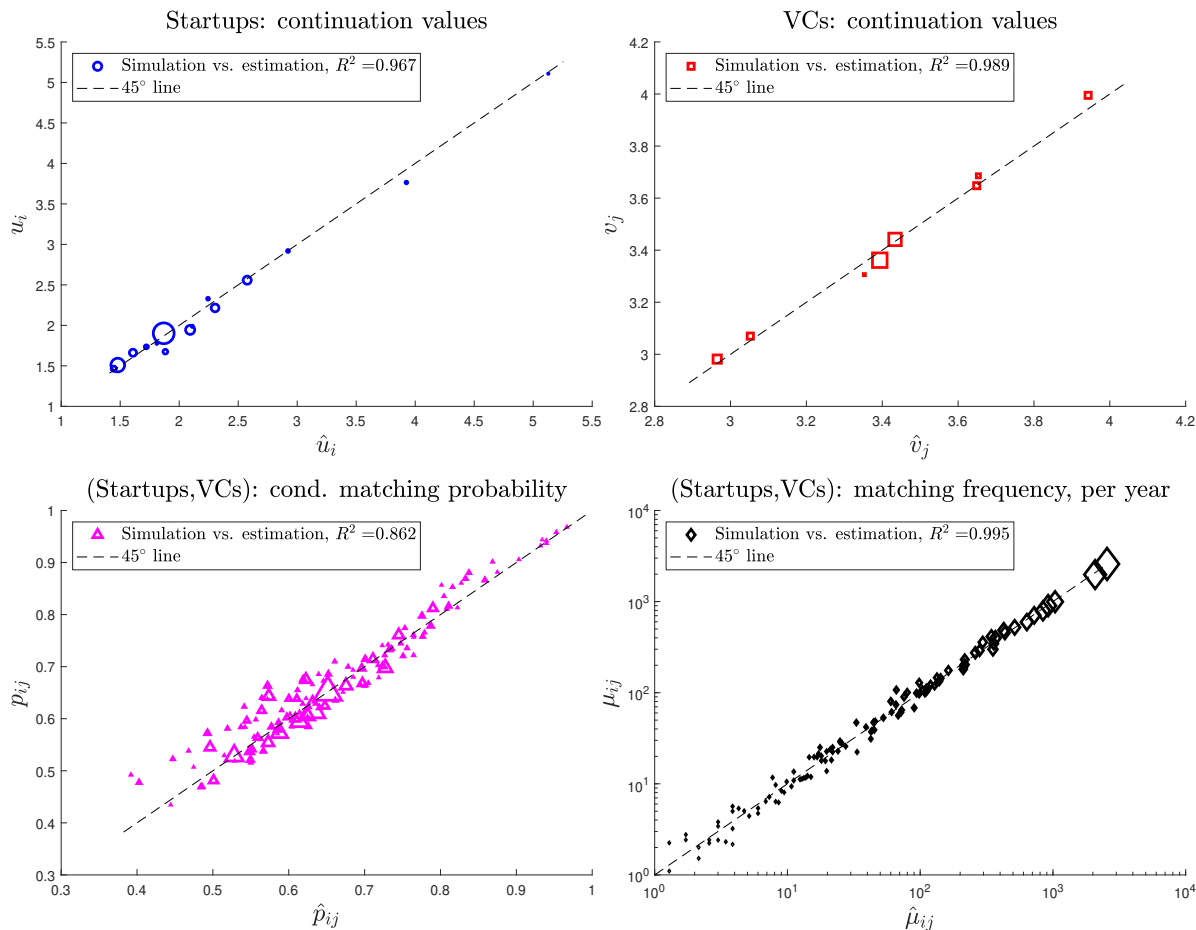 Startups: continuation values
5.5
5
4.5
4
3.5
3
2.5
2
1.5
1
u_i
Simulation vs. estimation, R² =0.967
45° line
1 1.5 2 2.5 3 3.5 4 4.5 5 5.5
û_i
VCs: continuation values
4.2
4
3.8
3.6
3.4
3.2
3
2.8
v_j
Simulation vs. estimation, R² =0.989
45° line
2.8 3 3.2 3.4 3.6 3.8 4 4.2
v̂_j
(Startups,VCs): cond. matching probability
1
0.9
0.8
0.7
0.6
0.5
0.4
0.3
p_ij
Simulation vs. estimation, R² =0.862
45° line
0.3 0.4 0.5 0.6 0.7 0.8 0.9 1
p̂_ij
(Startups,VCs): matching frequency, per year
10⁴
10³
10²
10¹
10⁰
μ_ij
Simulation vs. estimation, R² =0.995
45° line
10⁰ 10¹ 10² 10³ 10⁴
μ̂_ij